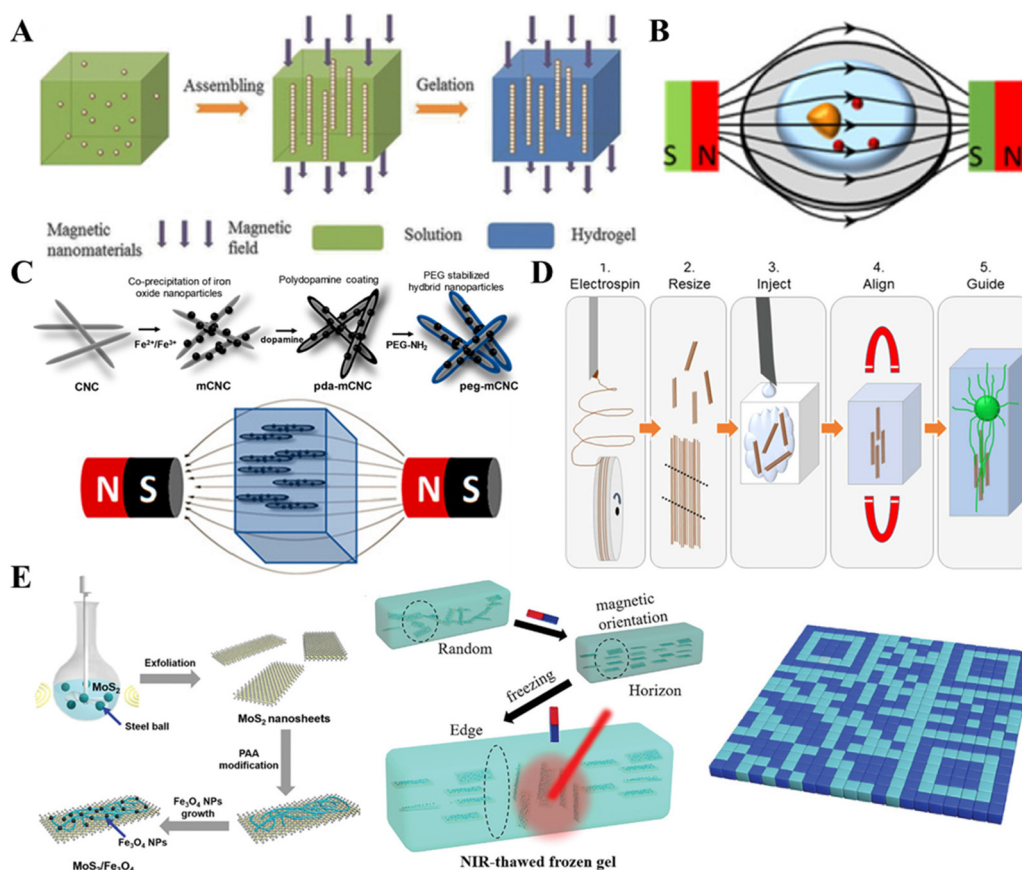 A
Assembling
Gelation
Magnetic
nanomaterials
Magnetic
field
Solution
Hydrogel
B
S N
S N
C
Co-precipitation of iron
oxide nanoparticles
Polydopamine coating
PEG stabilized
hydbrid nanoparticles
Fe²⁺/Fe³⁺
dopamine
PEG-NH₂
CNC
mCNC
pda-mCNC
peg-mCNC
N S
N S
D
1.
Electrospin
2.
Resize
3.
Inject
4.
Align
5.
Guide
E
MoS₂
Steel ball
Exfoliation
MoS₂ nanosheets
PAA
modification
Fe₃O₄ NPs
growth
Fe₃O₄ NPs
MoS₂/Fe₃O₄
Random
magnetic
orientation
Horizon
freezing
Edge
NIR-thawed frozen gel